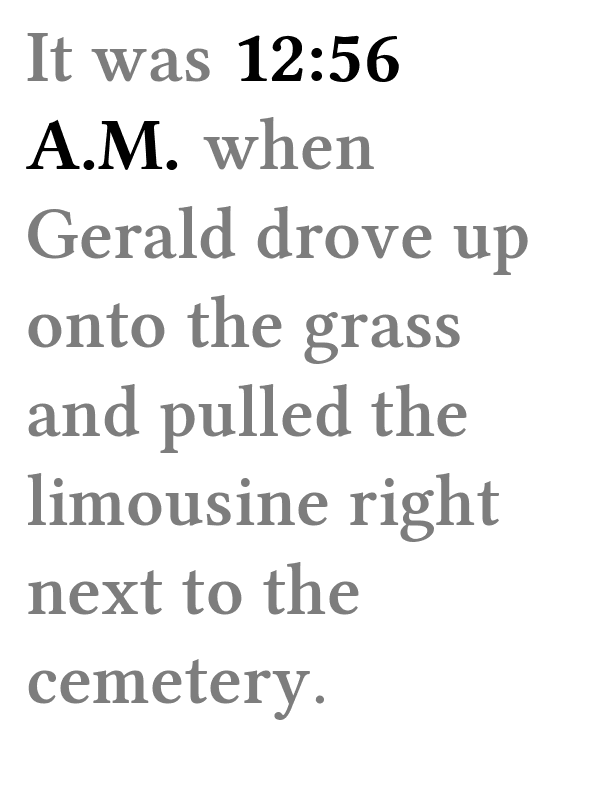 It was 12:56
A.M. when
Gerald drove up
onto the grass
and pulled the
limousine right
next to the
cemetery.